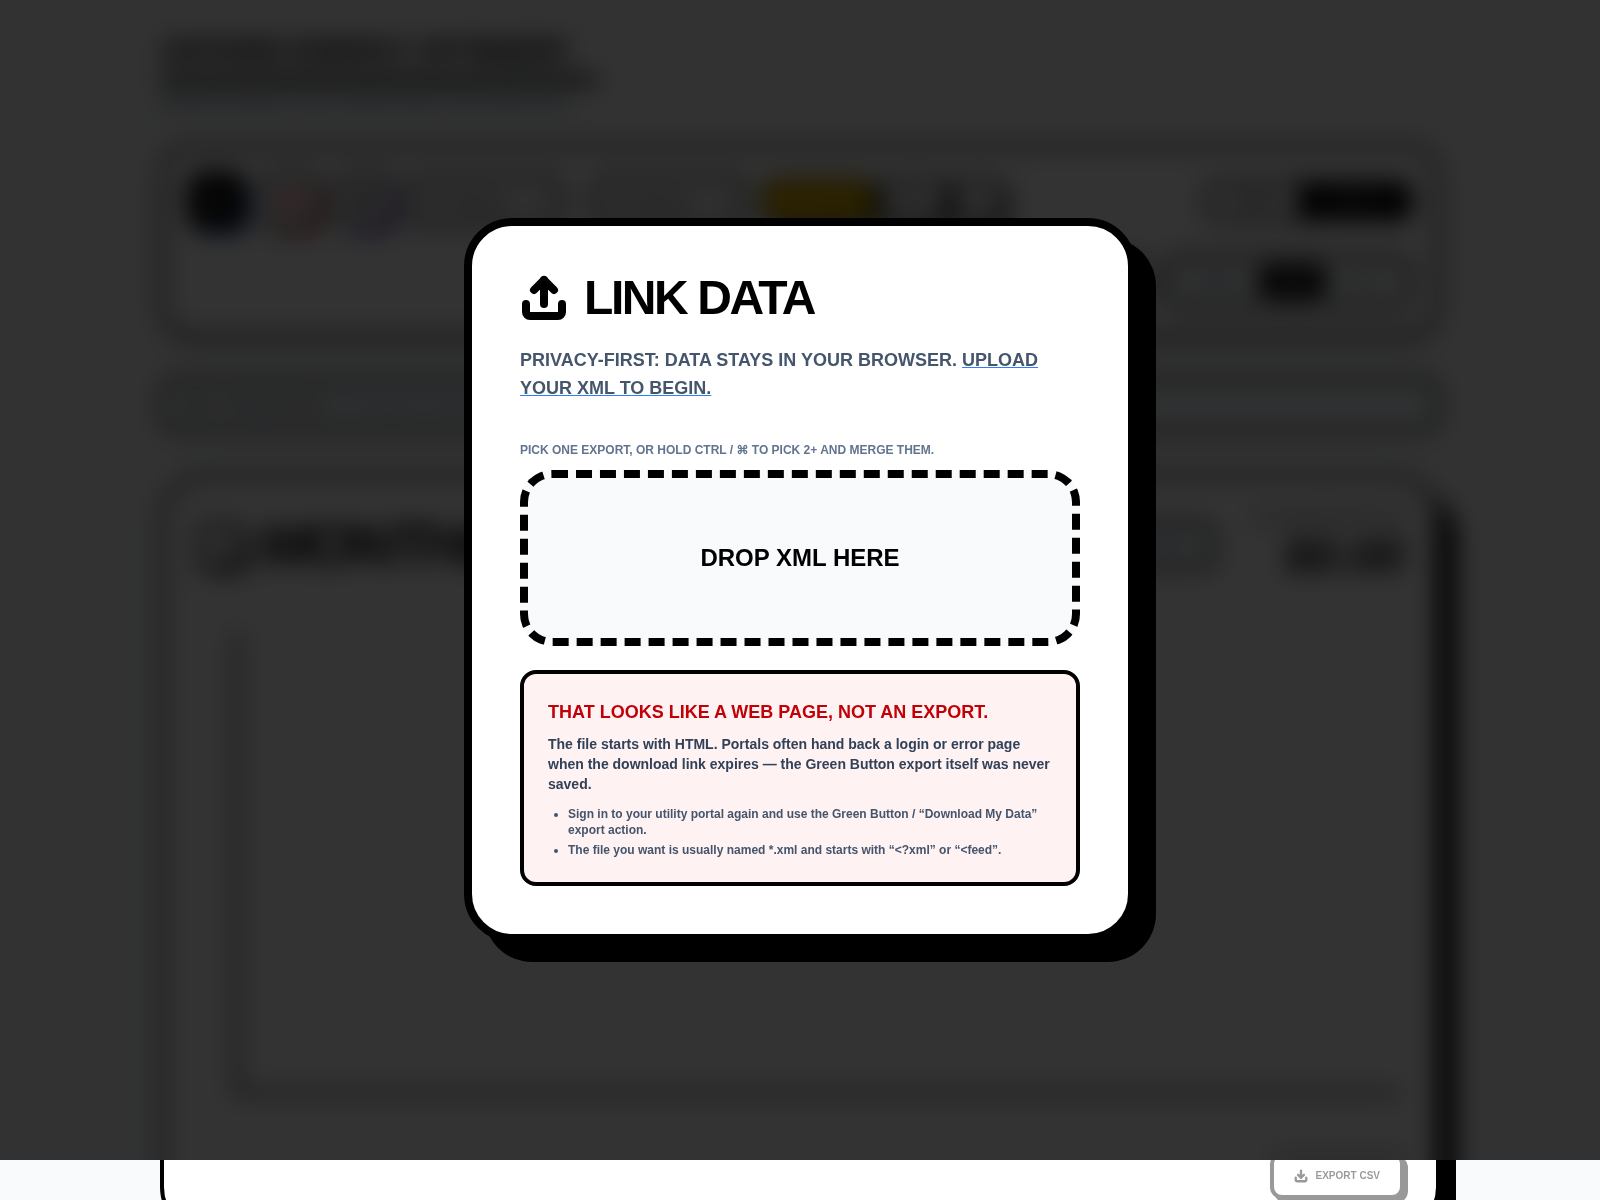 LINK DATA
PRIVACY-FIRST: DATA STAYS IN YOUR BROWSER. UPLOAD
YOUR XML TO BEGIN.
PICK ONE EXPORT, OR HOLD CTRL / ⌘ TO PICK 2+ AND MERGE THEM.
DROP XML HERE
THAT LOOKS LIKE A WEB PAGE, NOT AN EXPORT.
The file starts with HTML. Portals often hand back a login or error page
when the download link expires — the Green Button export itself was never
saved.
• Sign in to your utility portal again and use the Green Button / “Download My Data”
export action.
• The file you want is usually named *.xml and starts with “<?xml” or “<feed”.
EXPORT CSV